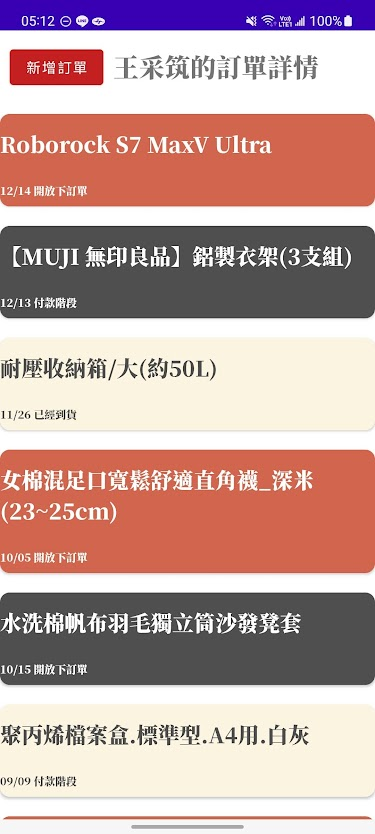 05:12
LINE
Vo))
LTE1
100%
新增訂單
王采筑的訂單詳情
Roborock S7 MaxV Ultra
12/14 開放下訂單
【MUJI 無印良品】鋁製衣架(3支組)
12/13 付款階段
耐壓收納箱/大(約50L)
11/26 已經到貨
女棉混足口寬鬆舒適直角襪_深米
(23~25cm)
10/05 開放下訂單
水洗棉帆布羽毛獨立筒沙發凳套
10/15 開放下訂單
聚丙烯檔案盒.標準型.A4用.白灰
09/09 付款階段